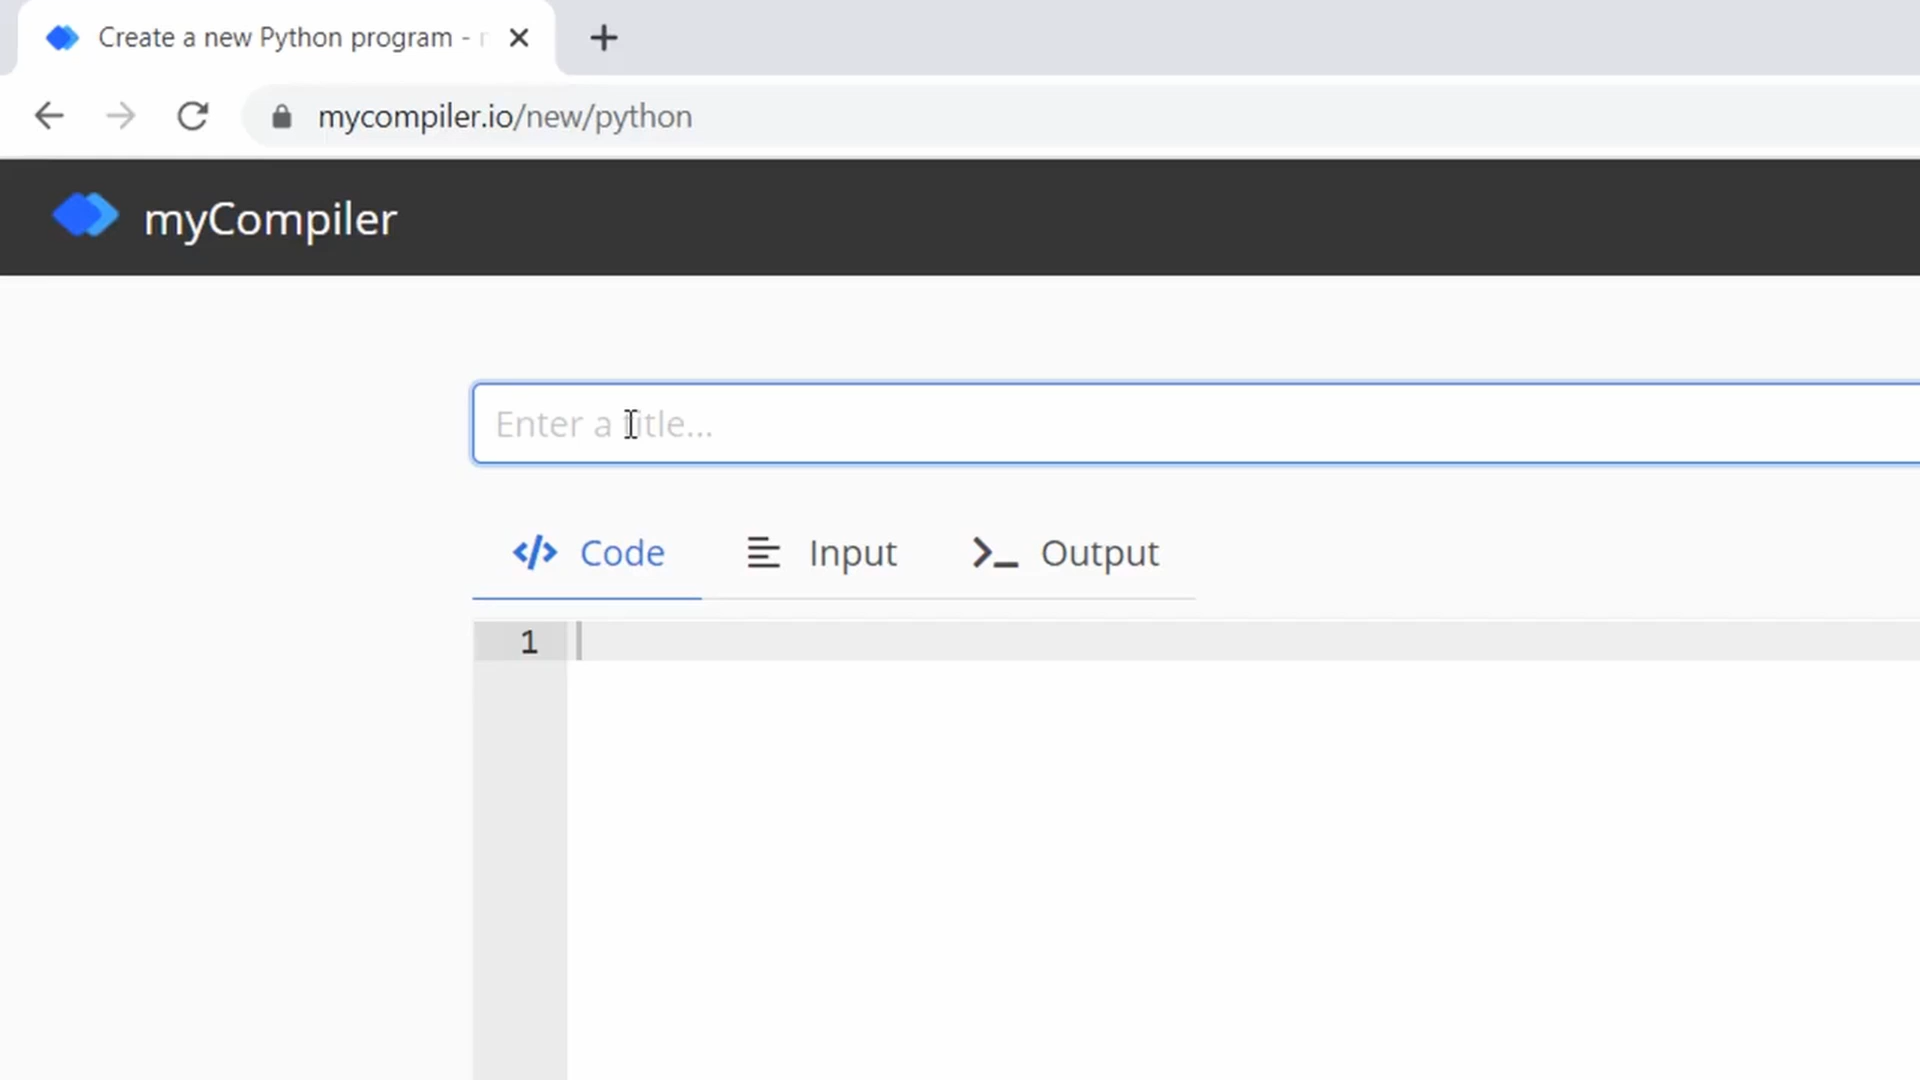 Create a new Python program -
mycompiler.io/new/python
myCompiler
Enter a title...
Code Input Output
1